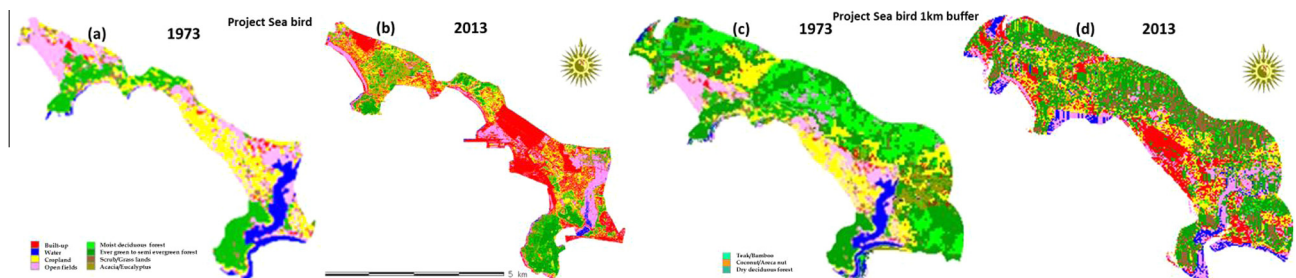 Project Sea bird
(a) 1973
(b) 2013
Project Sea bird 1km buffer
(c) 1973
(d) 2013
Built-up
Water
Cropland
Open fields
Moist deciduous forest
Ever green to semi evergreen forest
Scrub/Grass lands
Acacia/Eucalyptus
5 km
Teak/Bamboo
Coconut/Areca nut
Dry deciduous forest